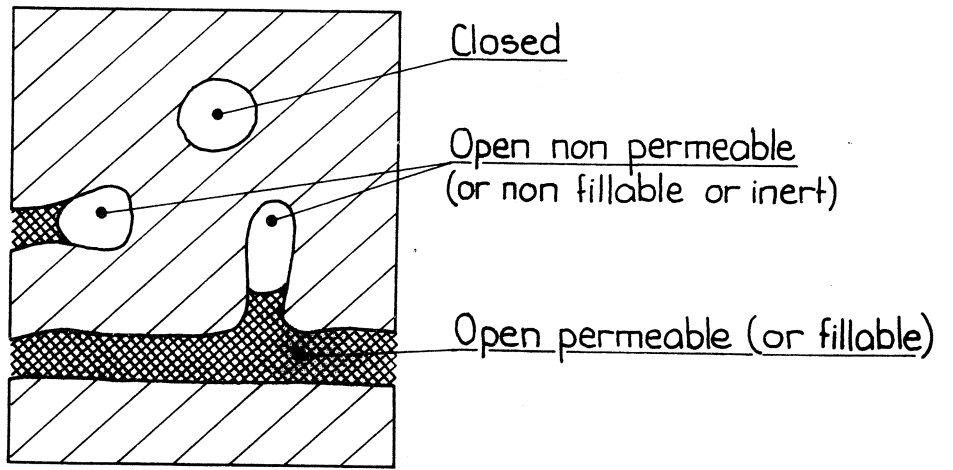 Closed
Open non permeable
(or non fillable or inert)
Open permeable (or fillable)